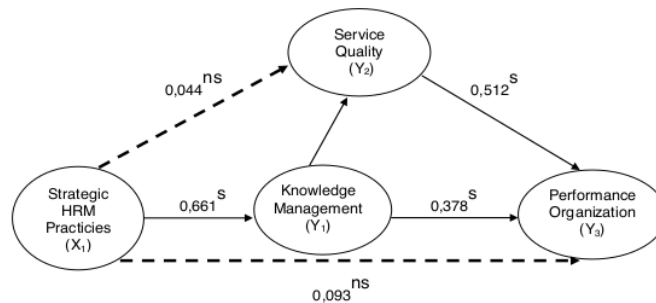 Service
Quality
(Y₂)
0,044ns
0,512s
Strategic
HRM
Practicies
(X₁)
0,661s
Knowledge
Management
(Y₁)
0,378s
Performance
Organization
(Y₃)
0,093ns